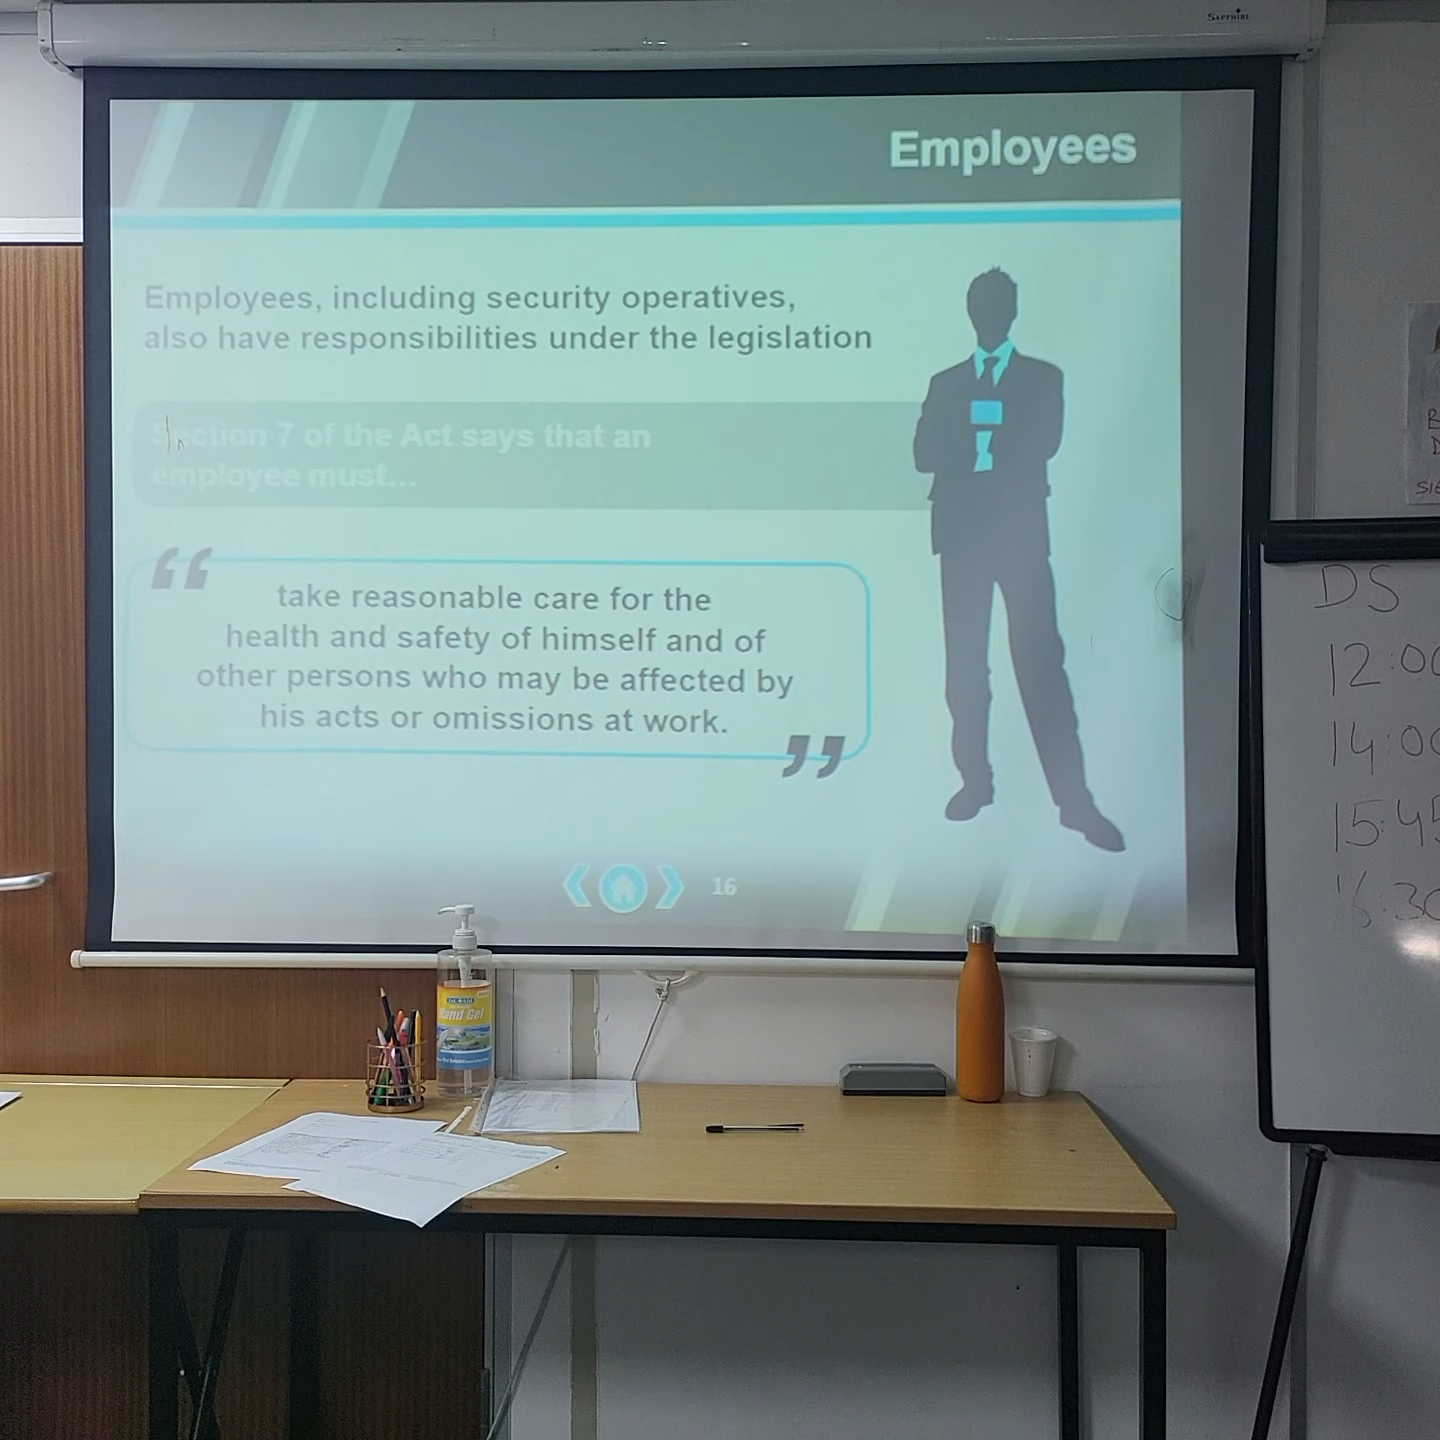 SAPPHIRE
Employees
Employees, including security operatives,
also have responsibilities under the legislation
Section 7 of the Act says that an
employee must...
“
take reasonable care for the
health and safety of himself and of
other persons who may be affected by
his acts or omissions at work.
”
16
Hand Gel
DS
12:00
14:00
15:45
16:30